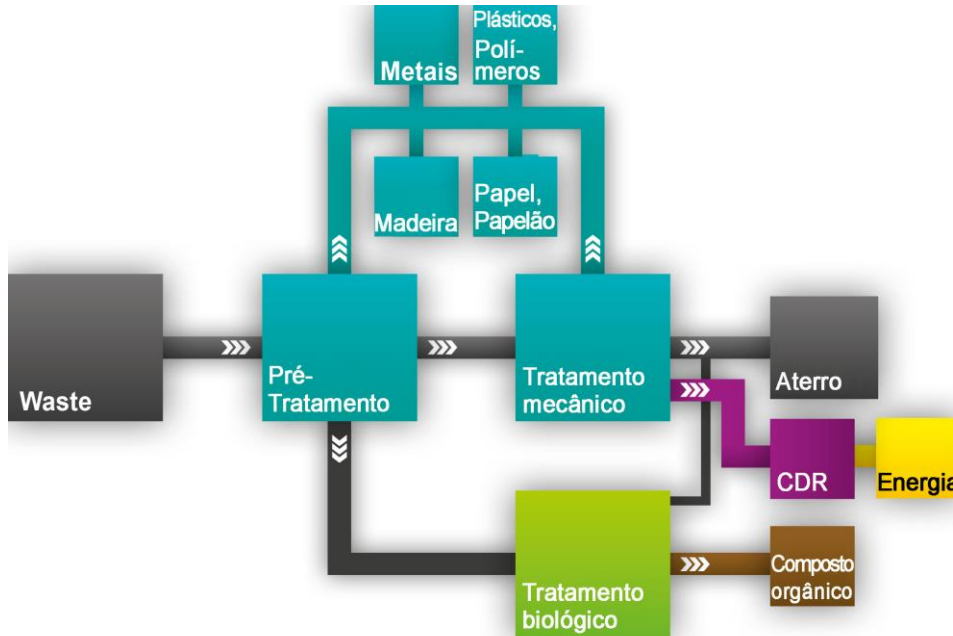 Metais
Plásticos,
Polí-
meros
Madeira
Papel,
Papelão
Waste
Pré-
Tratamento
Tratamento
mecânico
Aterro
CDR
Energia
Tratamento
biológico
Composto
orgânico